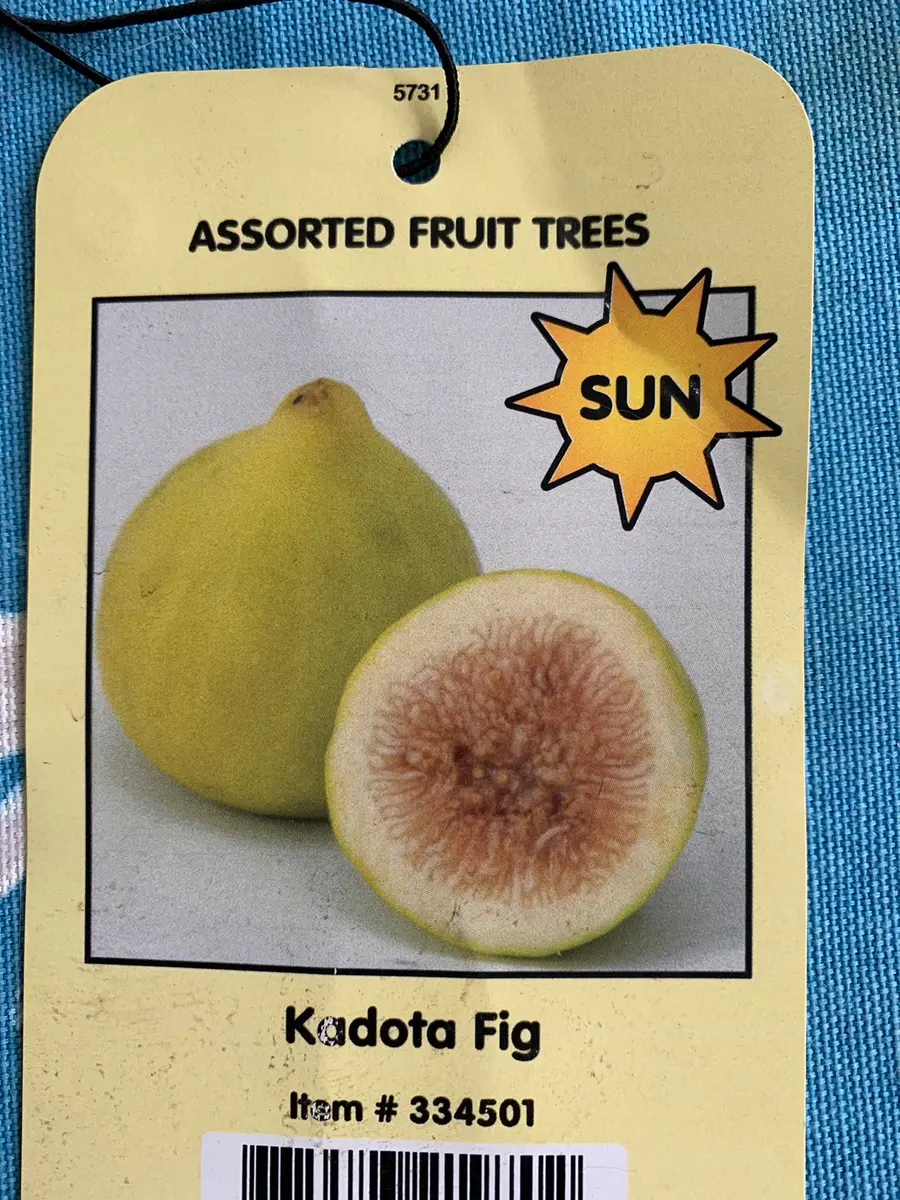 5731
ASSORTED FRUIT TREES
SUN
Kadota Fig
Item # 334501